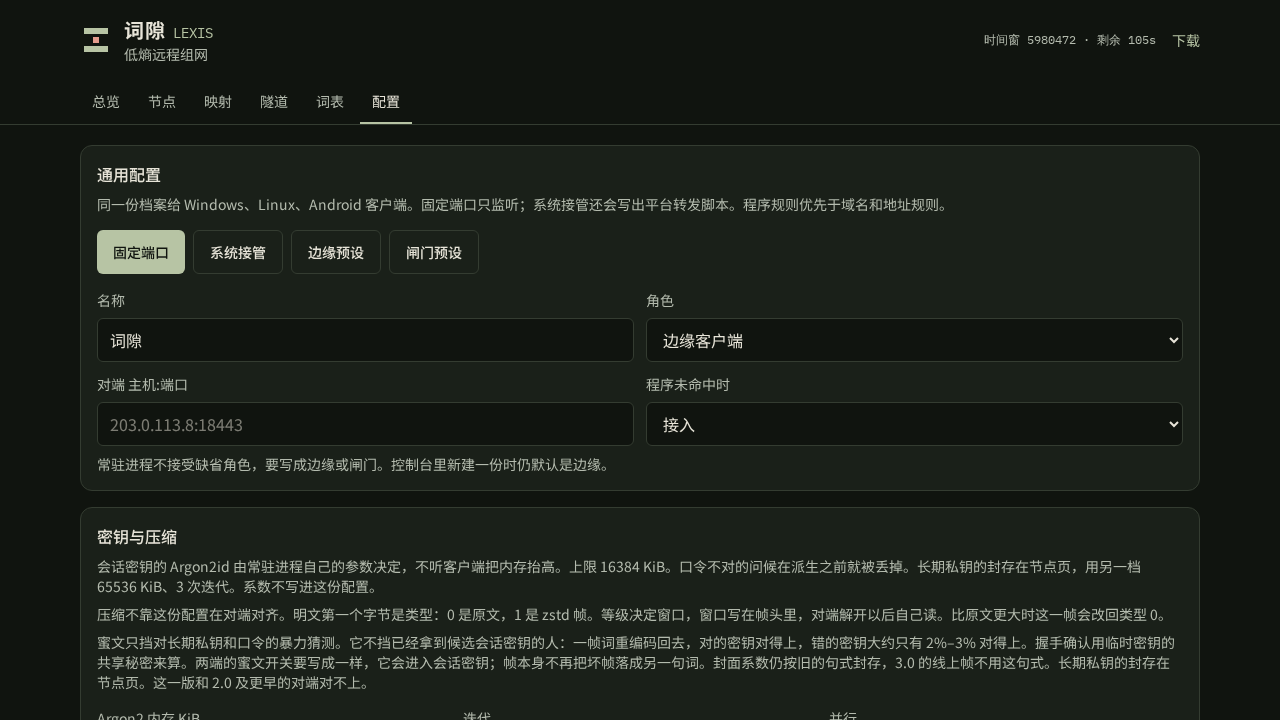 词隙 LEXIS
低熵远程组网
时间窗 5980472 · 剩余 105s 下载
总览 节点 映射 隧道 词表 配置
通用配置
同一份档案给 Windows、Linux、Android 客户端。固定端口只监听；系统接管还会写出平台转发脚本。程序规则优先于域名和地址规则。
固定端口 系统接管 边缘预设 闸门预设
名称 角色
词隙 边缘客户端
对端 主机:端口 程序未命中时
203.0.113.8:18443 接入
常驻进程不接受缺省角色，要写成边缘或闸门。控制台里新建一份时仍默认是边缘。
密钥与压缩
会话密钥的 Argon2id 由常驻进程自己的参数决定，不听客户端把内存抬高。上限 16384 KiB。口令不对的问候在派生之前就被丢掉。长期私钥的封存在节点页，用另一档
65536 KiB、3 次迭代。系数不写进这份配置。
压缩不靠这份配置在对端对齐。明文第一个字节是类型：0 是原文，1 是 zstd 帧。等级决定窗口，窗口写在帧头里，对端解开以后自己读。比原文更大时这一帧会改回类型 0。
蜜文只挡对长期私钥和口令的暴力猜测。它不挡已经拿到候选会话密钥的人：一帧词重编码回去，对的密钥对得上，错的密钥大约只有 2%–3% 对得上。握手确认用临时密钥的
共享秘密来算。两端的蜜文开关要写成一样，它会进入会话密钥；帧本身不再把坏帧落成另一句词。封面系数仍按旧的句式封存，3.0 的线上帧不用这句式。长期私钥的封存在
节点页。这一版和 2.0 及更早的对端对不上。
Argon2 内存 KiB 迭代 并行